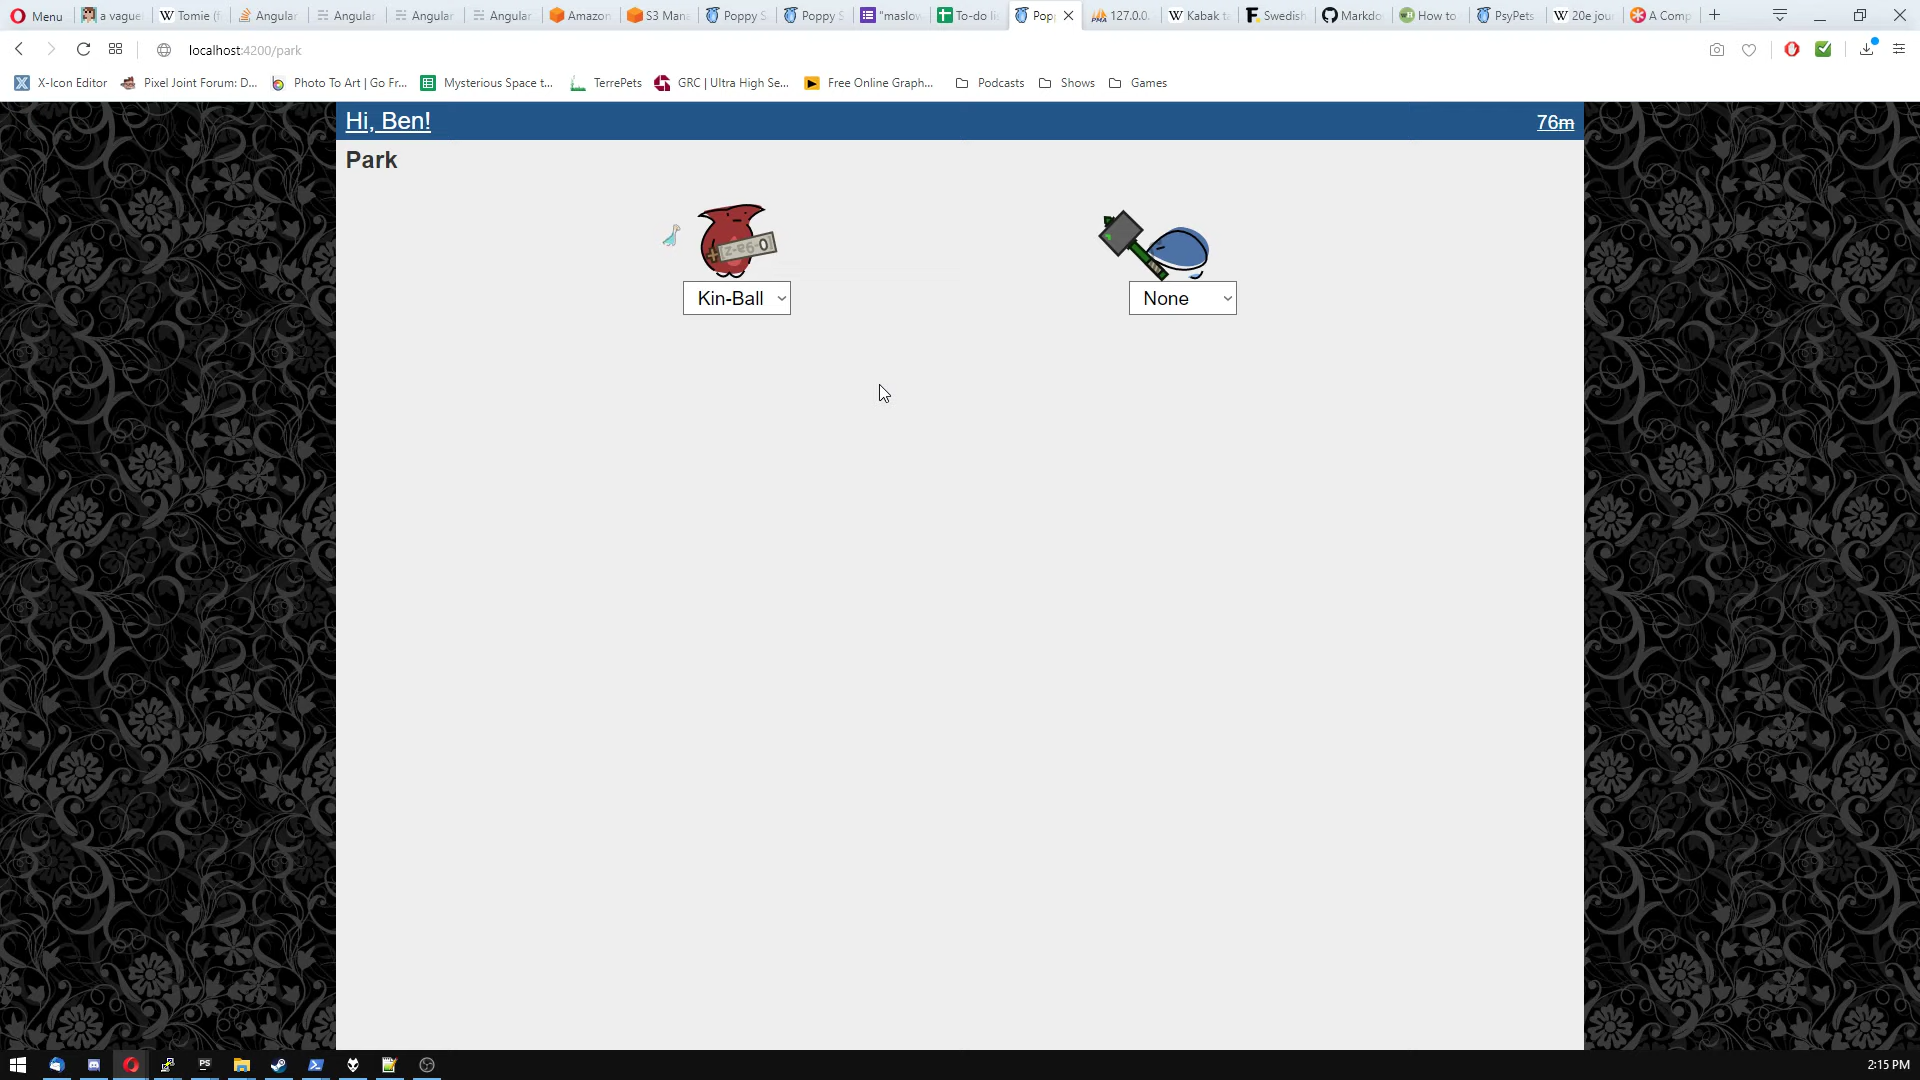 Menu
a vague
Tomie (f
Angular
Angular
Angular
Angular
Amazon
S3 Mana
Poppy S
Poppy S
"maslow
To-do li
Pop
127.0.0.
Kabak ta
Swedish
Markdo
How to
PsyPets
20e jour
A Comp
localhost:4200/park
X-Icon Editor
Pixel Joint Forum: D...
Photo To Art | Go Fr...
Mysterious Space t...
TerrePets
GRC | Ultra High Se...
Free Online Graph...
Podcasts
Shows
Games
Hi, Ben!
76m
Park
Kin-Ball
None
2:15 PM